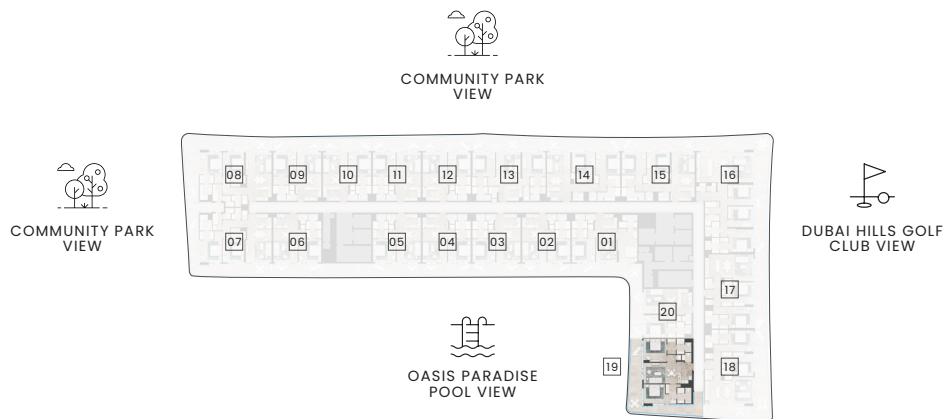 COMMUNITY PARK
VIEW
COMMUNITY PARK
VIEW
08 09 10 11 12 13 14 15 16
07 06 05 04 03 02 01
DUBAI HILLS GOLF
CLUB VIEW
17
20
19 18
OASIS PARADISE
POOL VIEW